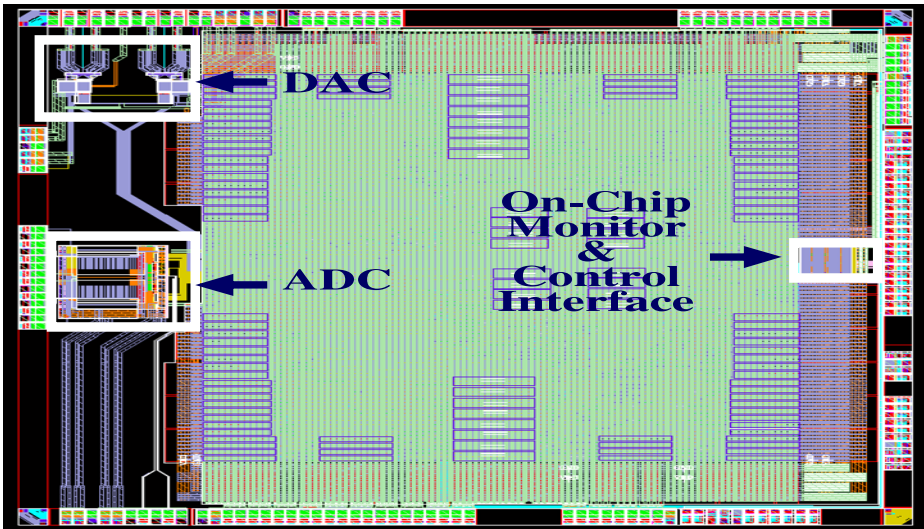 DAC
On-Chip
Monitor
&
Control
Interface
ADC